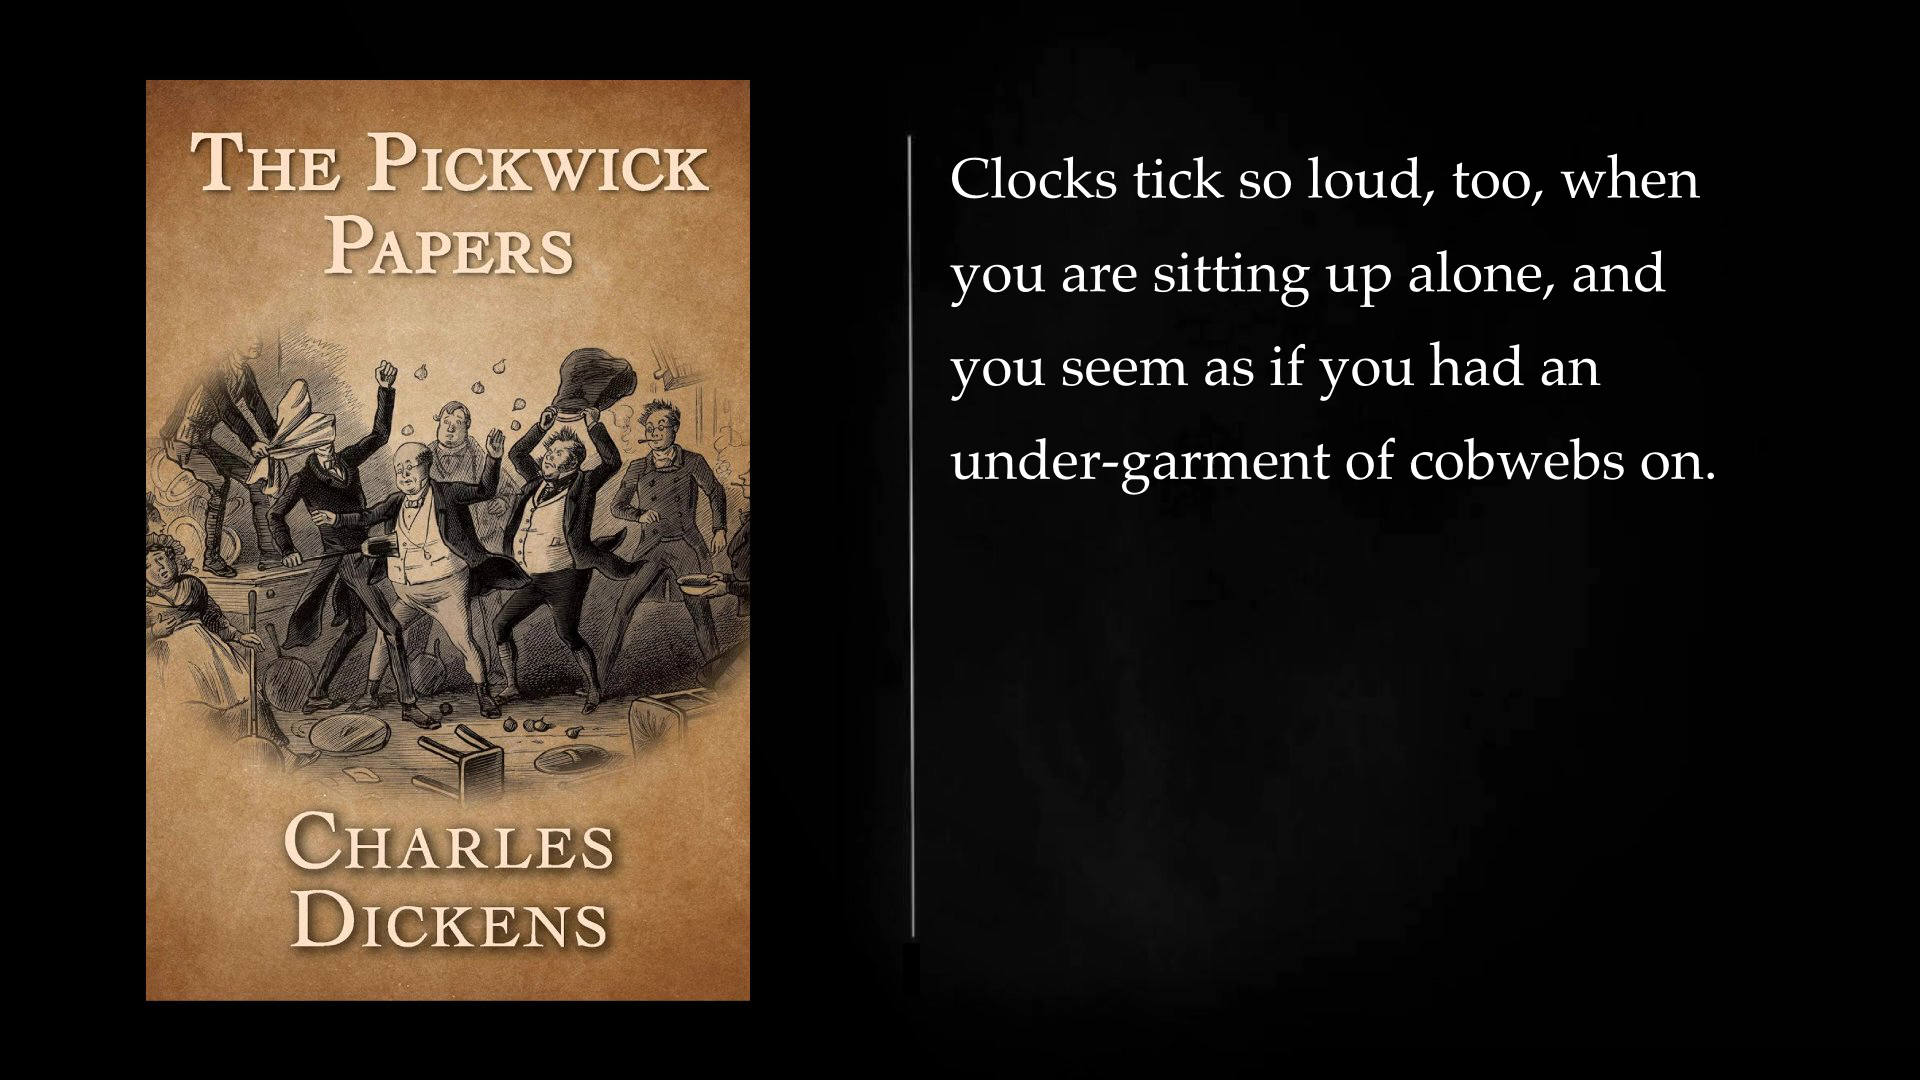 THE PICKWICK
PAPERS
CHARLES
DICKENS
Clocks tick so loud, too, when
you are sitting up alone, and
you seem as if you had an
under-garment of cobwebs on.